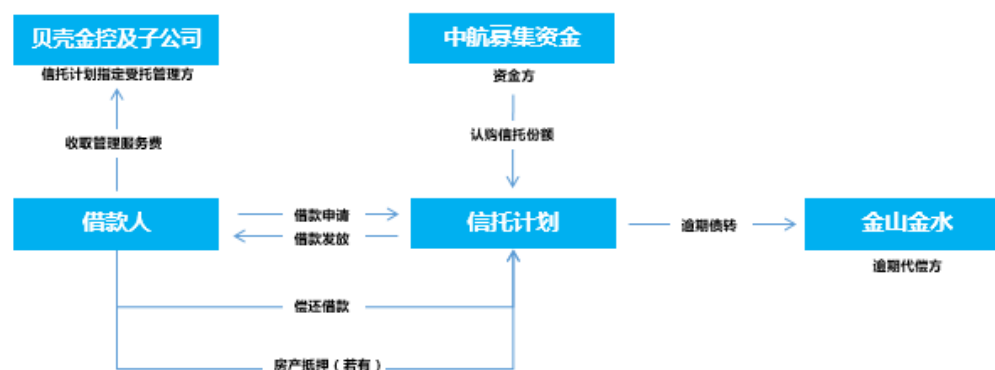 贝壳金控及子公司
中航募集资金
信托计划指定受托管理方
资金方
收取管理服务费
认购信托份额
借款人
借款申请
借款发放
信托计划
逾期债转
金山金水
逾期代偿方
偿还借款
房产抵押（若有）